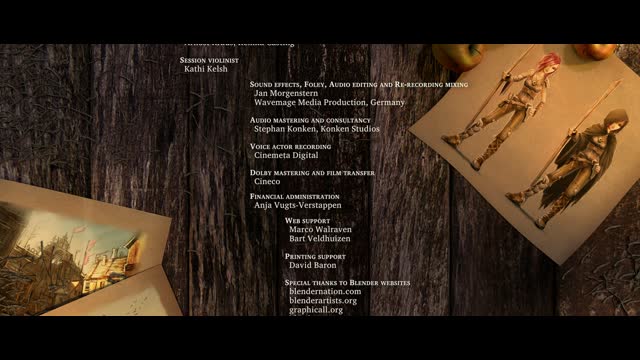 Session violinist
Kathi Kelsh
Sound effects, Foley, Audio editing and Re-recording mixing
Jan Morgenstern
Wavemage Media Production, Germany
Audio mastering and consultancy
Stephan Konken, Konken Studios
Voice actor recording
Cinemeta Digital
Dolby mastering and film transfer
Cineco
Financial administration
Anja Vugts-Verstappen
Web support
Marco Walraven
Bart Veldhuizen
Printing support
David Baron
Special thanks to Blender websites
blendernation.com
blenderartists.org
graphicall.org